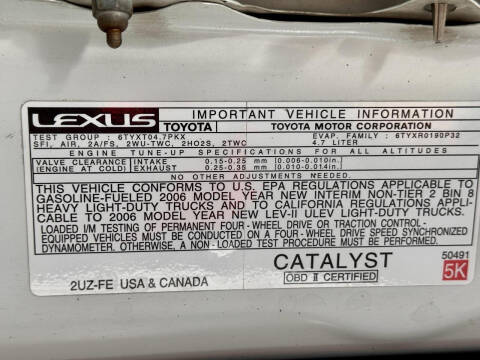 LEXUS IMPORTANT VEHICLE INFORMATION
TOYOTA TOYOTA MOTOR CORPORATION
TEST GROUP : 6TYXT04.7PKX EVAP. FAMILY : 6TYXR0190P32
SFI, AIR, 2A/FS, 2WU-TWC, 2HO2S, 2TWC 4.7 LITER
ENGINE TUNE-UP SPECIFICATIONS FOR ALL ALTITUDES
VALVE CLEARANCE INTAKE 0.15-0.25 mm (0.006-0.010in.)
(ENGINE AT COLD) EXHAUST 0.25-0.35 mm (0.010-0.014in.)
NO OTHER ADJUSTMENTS NEEDED.
THIS VEHICLE CONFORMS TO U.S. EPA REGULATIONS APPLICABLE TO
GASOLINE-FUELED 2006 MODEL YEAR NEW INTERIM NON-TIER 2 BIN 8
HEAVY LIGHT-DUTY TRUCKS AND TO CALIFORNIA REGULATIONS APPLI-
CABLE TO 2006 MODEL YEAR NEW LEV-II ULEV LIGHT-DUTY TRUCKS.
LOADED I/M TESTING OF PERMANENT FOUR-WHEEL DRIVE OR TRACTION CONTROL-
EQUIPPED VEHICLES MUST BE CONDUCTED ON A FOUR-WHEEL DRIVE SPEED SYNCHRONIZED
DYNAMOMETER. OTHERWISE, A NON-LOADED TEST PROCEDURE MUST BE PERFORMED.
CATALYST 50491
2UZ-FE USA & CANADA OBD II CERTIFIED 5K